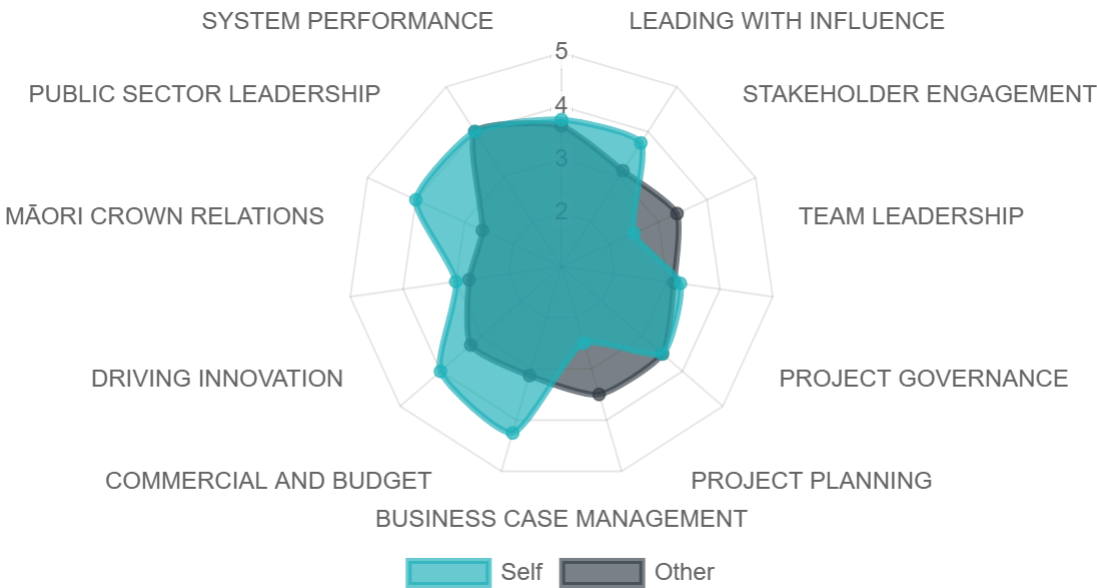 SYSTEM PERFORMANCE
LEADING WITH INFLUENCE
PUBLIC SECTOR LEADERSHIP
STAKEHOLDER ENGAGEMENT
MĀORI CROWN RELATIONS
TEAM LEADERSHIP
DRIVING INNOVATION
PROJECT GOVERNANCE
COMMERCIAL AND BUDGET
PROJECT PLANNING
BUSINESS CASE MANAGEMENT
5
4
3
2
Self
Other